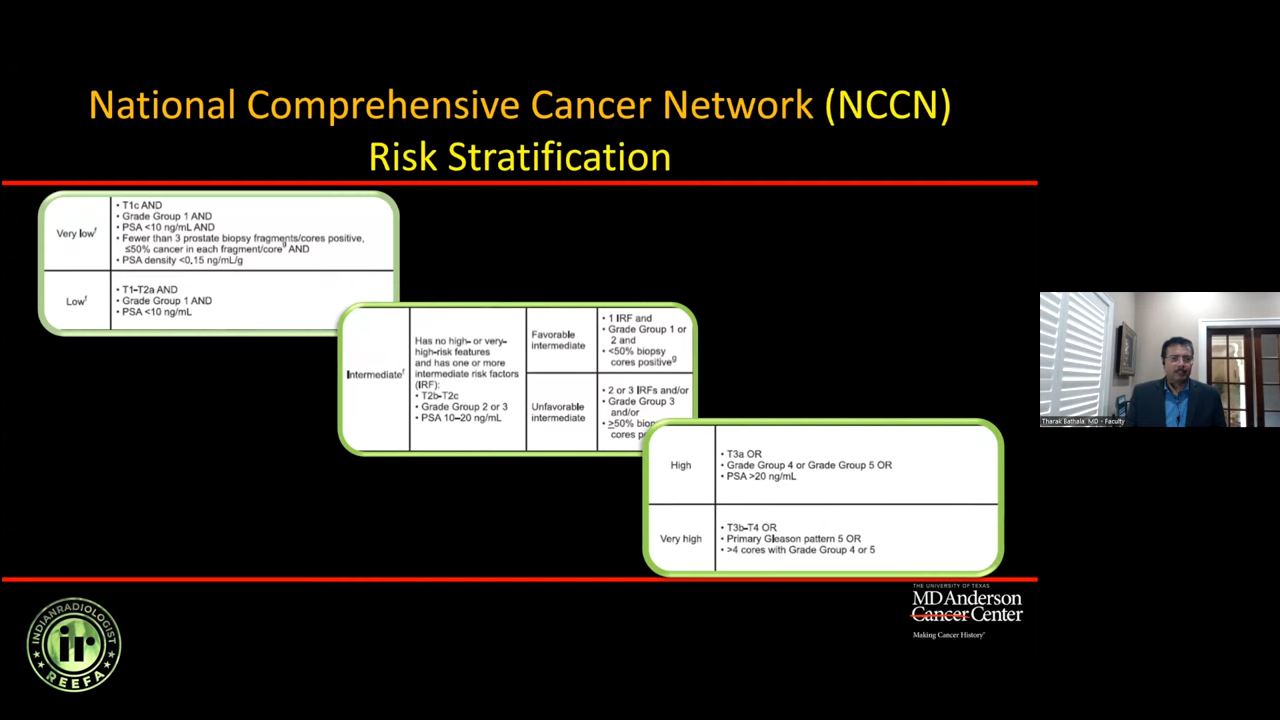 National Comprehensive Cancer Network (NCCN)
Risk Stratification
Very lowf
• T1c AND
• Grade Group 1 AND
• PSA <10 ng/mL AND
• Fewer than 3 prostate biopsy fragments/cores positive,
≤50% cancer in each fragment/coreg AND
• PSA density <0.15 ng/mL/g
Lowf
• T1–T2a AND
• Grade Group 1 AND
• PSA <10 ng/mL
Intermediatef
Has no high- or very-
high-risk features
and has one or more
intermediate risk factors
(IRF):
• T2b–T2c
• Grade Group 2 or 3
• PSA 10–20 ng/mL
Favorable
intermediate
• 1 IRF and
• Grade Group 1 or
2 and
• <50% biopsy
cores positiveg
Unfavorable
intermediate
• 2 or 3 IRFs and/or
• Grade Group 3
and/or
• ≥50%
cores
High
• T3a OR
• Grade Group 4 or Grade Group 5 OR
• PSA >20 ng/mL
Very high
• T3b–T4 OR
• Primary Gleason pattern 5 OR
• >4 cores with Grade Group 4 or 5
Tharak Bathala, MD - Faculty
THE UNIVERSITY OF TEXAS
MD Anderson
Cancer Center
Making Cancer History®
INDIANRADIOLOGIST
ir
REEFA